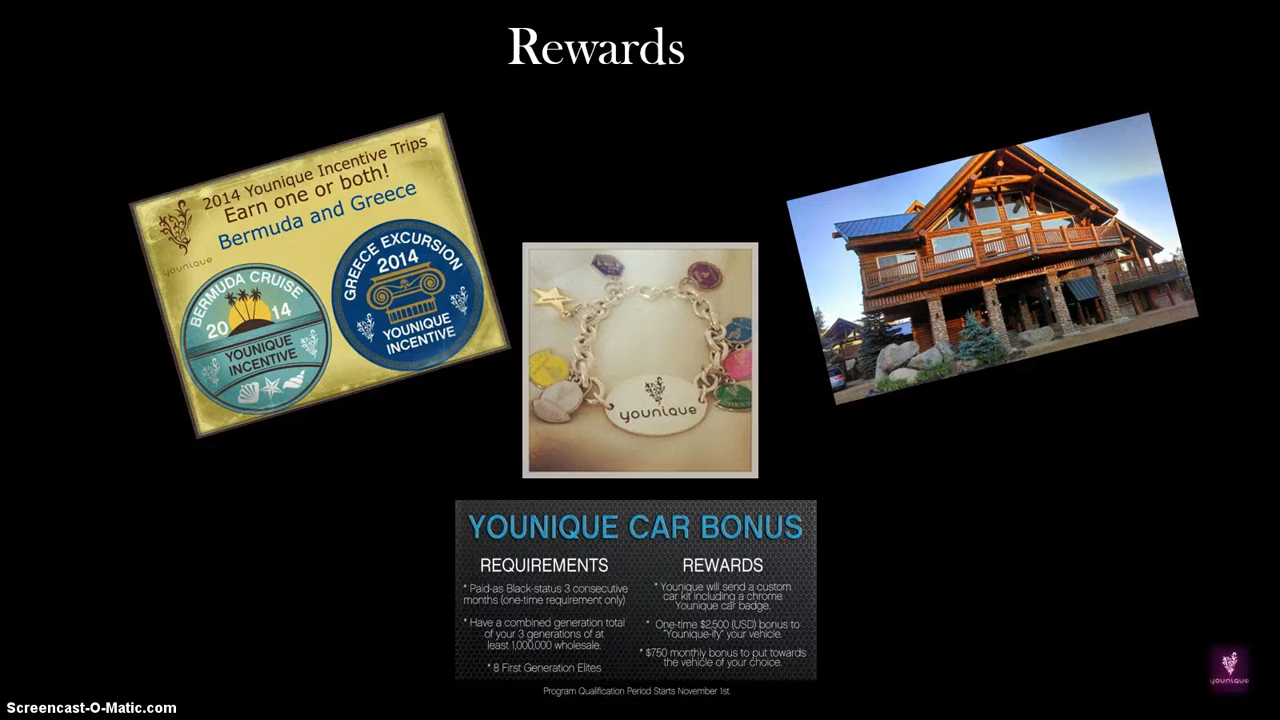 Rewards
2014 Younique Incentive Trips
Earn one or both!
Bermuda and Greece
younique
BERMUDA CRUISE
20 14
YOUNIQUE
INCENTIVE
GREECE EXCURSION
2014
YOUNIQUE
INCENTIVE
younique
YOUNIQUE CAR BONUS
REQUIREMENTS
* Paid-as Black-status 3 consecutive
months (one-time requirement only)
* Have a combined generation total
of your 3 generations of at
least 1,000,000 wholesale.
* 8 First Generation Elites
REWARDS
* Younique will send a custom
car kit including a chrome
Younique car badge.
* One-time $2,500 (USD) bonus to
"Younique-ify" your vehicle.
* $750 monthly bonus to put towards
the vehicle of your choice.
Program Qualification Period Starts November 1st.
younique
Screencast-O-Matic.com